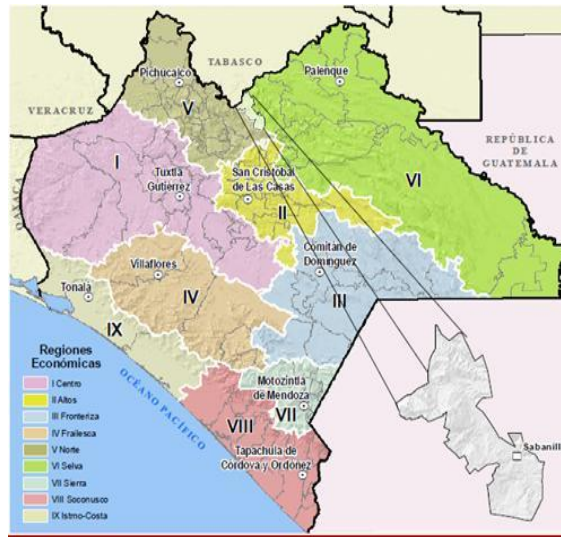 TABASCO
Pichucalco
Palenque
VERACRUZ
V
REPÚBLICA
DE
GUATEMALA
I
Tuxtla
Gutiérrez
San Cristóbal
de Las Casas
VI
OAXACA
II
Comitán de
Domínguez
Villaflores
Tonalá
IV
III
IX
Regiones
Económicas
I Centro
II Altos
III Fronteriza
IV Frailesca
V Norte
VI Selva
VII Sierra
VIII Soconusco
IX Istmo-Costa
OCÉANO PACÍFICO
Motozintla
de Mendoza
VII
VIII
Tapachula de
Córdova y Ordóñez
Sabanill